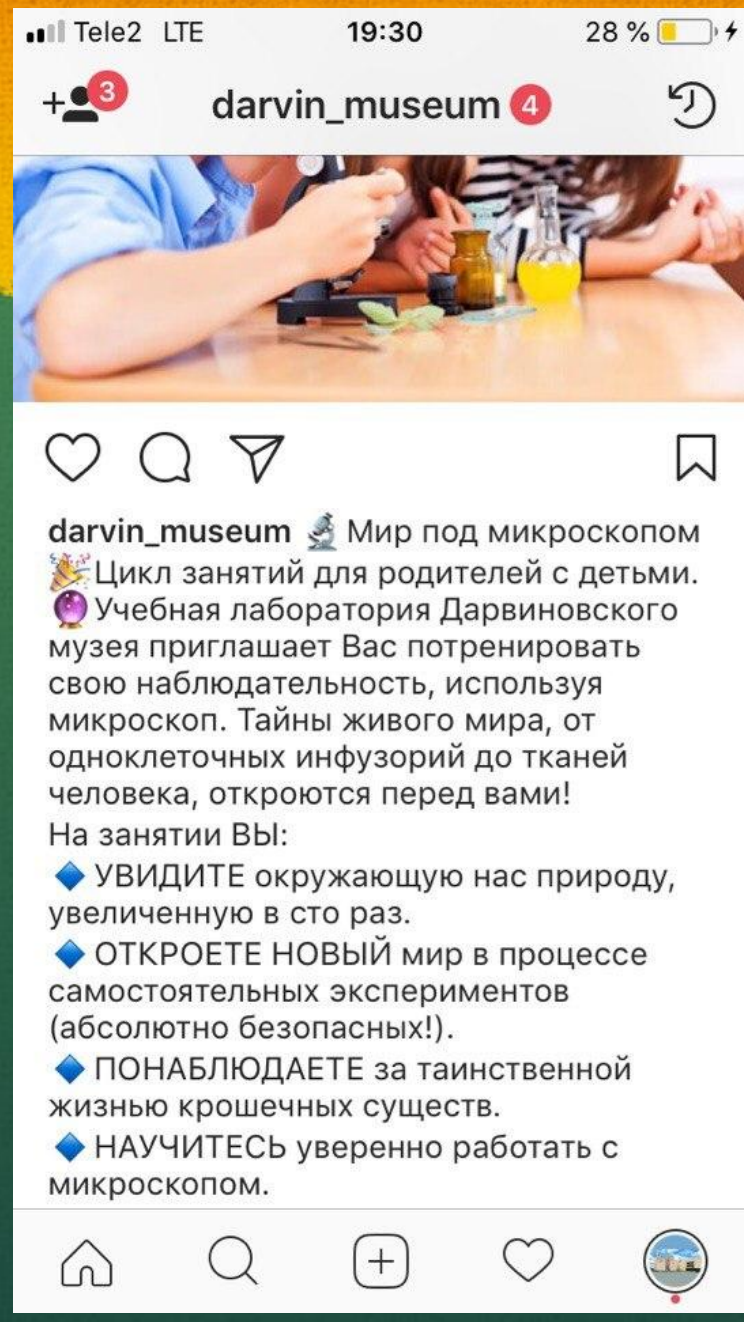 Tele2 LTE 19:30 28 %
3 darvin_museum 4
darvin_museum 🔬 Мир под микроскопом
🎉 Цикл занятий для родителей с детьми.
🔮 Учебная лаборатория Дарвиновского
музея приглашает Вас потренировать
свою наблюдательность, используя
микроскоп. Тайны живого мира, от
одноклеточных инфузорий до тканей
человека, откроются перед вами!
На занятии ВЫ:
🔷 УВИДИТЕ окружающую нас природу,
увеличенную в сто раз.
🔷 ОТКРОЕТЕ НОВЫЙ мир в процессе
самостоятельных экспериментов
(абсолютно безопасных!).
🔷 ПОНАБЛЮДАЕТЕ за таинственной
жизнью крошечных существ.
🔷 НАУЧИТЕСЬ уверенно работать с
микроскопом.